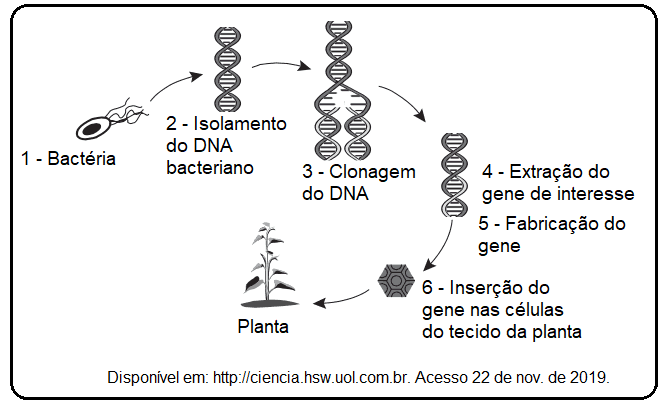 1 - Bactéria
2 - Isolamento
do DNA
bacteriano
3 - Clonagem
do DNA
4 - Extração do
gene de interesse
5 - Fabricação do
gene
6 - Inserção do
gene nas células
do tecido da planta
Planta
Disponível em: http://ciencia.hsw.uol.com.br. Acesso 22 de nov. de 2019.